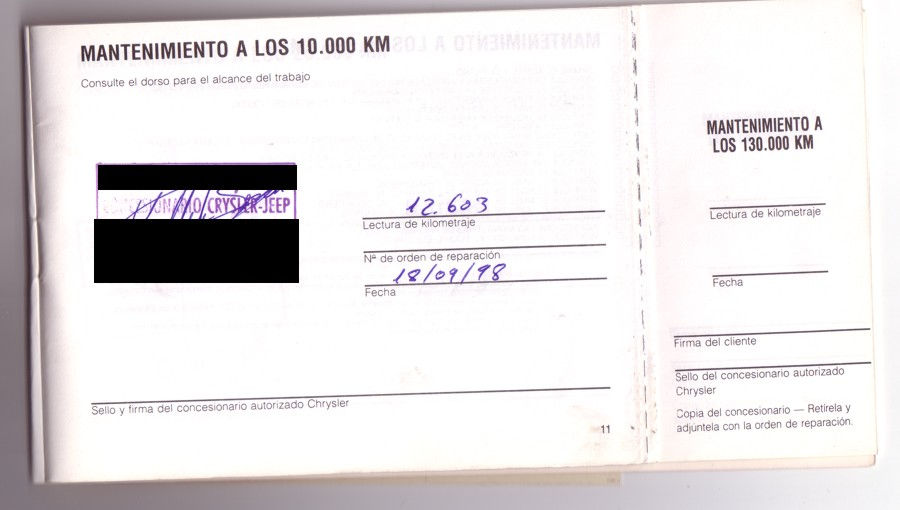 MANTENIMIENTO A LOS 10.000 KM
Consulte el dorso para el alcance del trabajo
CONCESIONARIO CRYSLER-JEEP
12.603
Lectura de kilometraje
Nº de orden de reparación
18/09/98
Fecha
Sello y firma del concesionario autorizado Chrysler
11
MANTENIMIENTO A
LOS 130.000 KM
Lectura de kilometraje
Fecha
Firma del cliente
Sello del concesionario autorizado
Chrysler
Copia del concesionario — Retírela y
adjúntela con la orden de reparación.